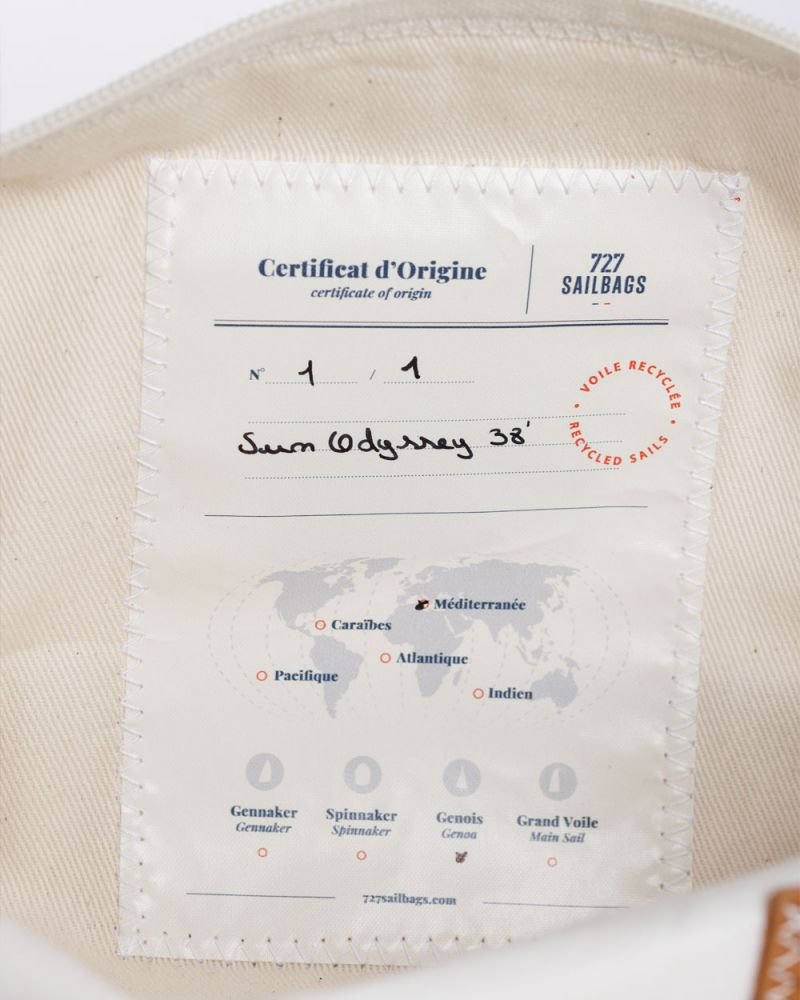 Certificat d'Origine
certificate of origin
727
SAILBAGS
N° 1 / 1
VOILE RECYCLÉE
RECYCLED SAILS
Sun Odyssey 38'
Méditerranée
Caraïbes
Atlantique
Pacifique
Indien
Gennaker Spinnaker Genois Grand Voile
Gennaker Spinnaker Genoa Main Sail
727sailbags.com